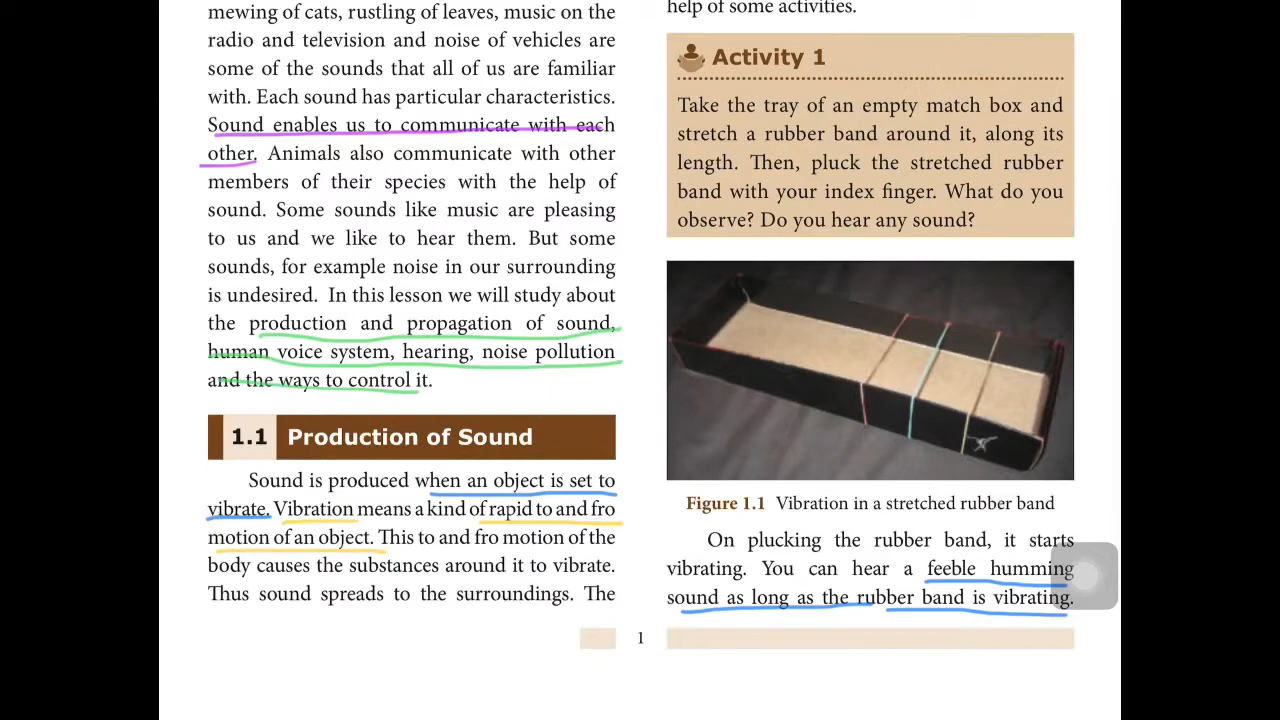 mewing of cats, rustling of leaves, music on the
radio and television and noise of vehicles are
some of the sounds that all of us are familiar
with. Each sound has particular characteristics.
Sound enables us to communicate with each
other. Animals also communicate with other
members of their species with the help of
sound. Some sounds like music are pleasing
to us and we like to hear them. But some
sounds, for example noise in our surrounding
is undesired. In this lesson we will study about
the production and propagation of sound,
human voice system, hearing, noise pollution
and the ways to control it.
1.1 Production of Sound
Sound is produced when an object is set to
vibrate. Vibration means a kind of rapid to and fro
motion of an object. This to and fro motion of the
body causes the substances around it to vibrate.
Thus sound spreads to the surroundings. The
help of some activities.
Activity 1
Take the tray of an empty match box and
stretch a rubber band around it, along its
length. Then, pluck the stretched rubber
band with your index finger. What do you
observe? Do you hear any sound?
Figure 1.1 Vibration in a stretched rubber band
On plucking the rubber band, it starts
vibrating. You can hear a feeble humming
sound as long as the rubber band is vibrating.
1